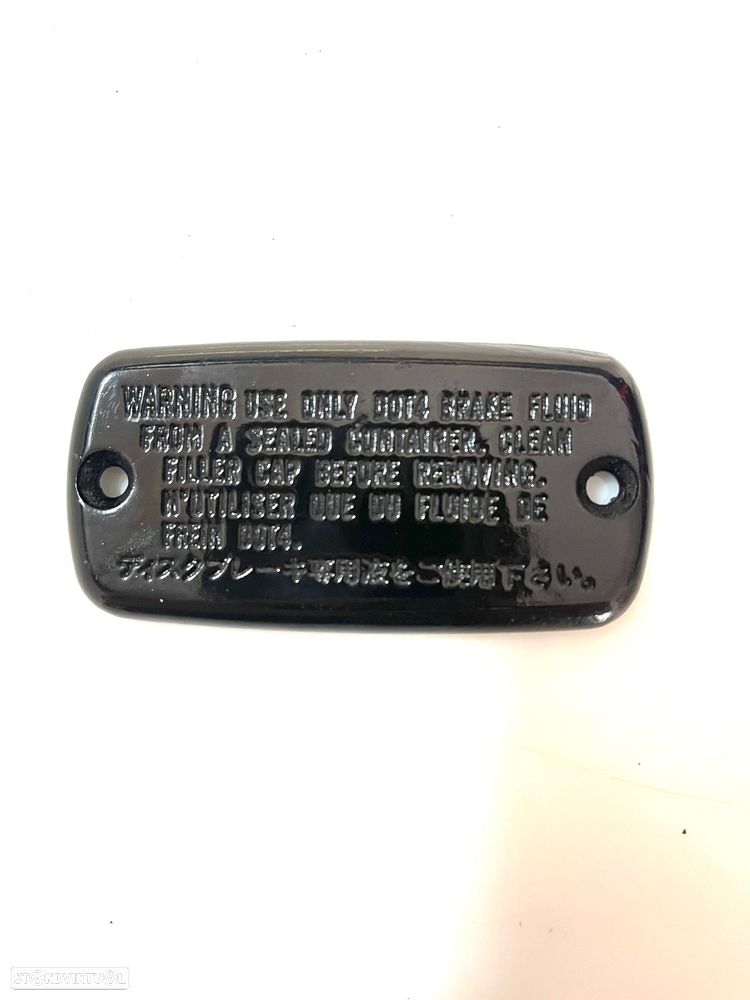 WARNING USE ONLY DOT4 BRAKE FLUID
FROM A SEALED CONTAINER. CLEAN
FILLER CAP BEFORE REMOVING.
N'UTILISER QUE DU FLUIDE DE
FREIN DOT4.
ディスクブレーキ専用液をご使用下さい。
STANDVIRTUAL